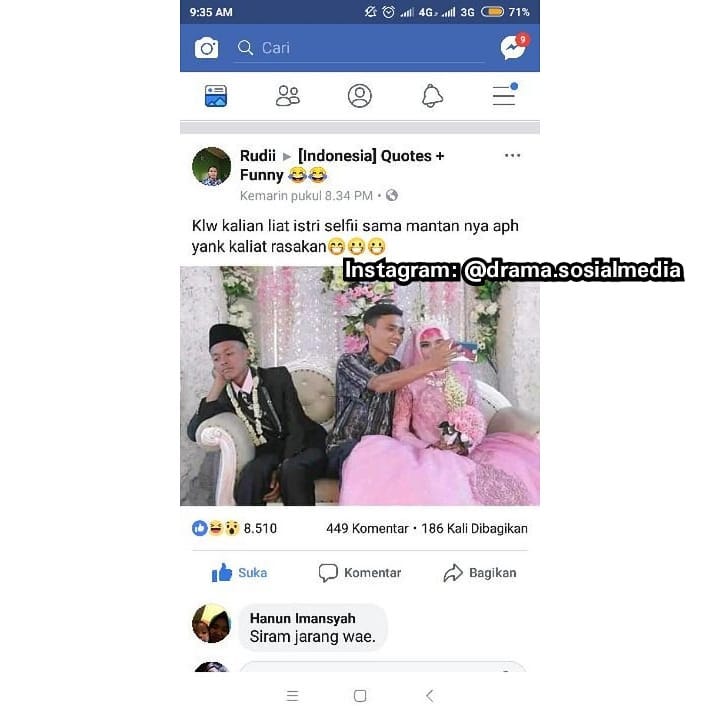 9:35 AM 4G 3G 71%
Cari 9
Rudii ▸ [Indonesia] Quotes +
Funny 😂😂
Kemarin pukul 8.34 PM
Klw kalian liat istri selfii sama mantan nya aph
yank kaliat rasakan😁😷😷
Instagram: @drama.sosialmedia
8.510 449 Komentar · 186 Kali Dibagikan
Suka Komentar Bagikan
Hanun Imansyah
Siram jarang wae.